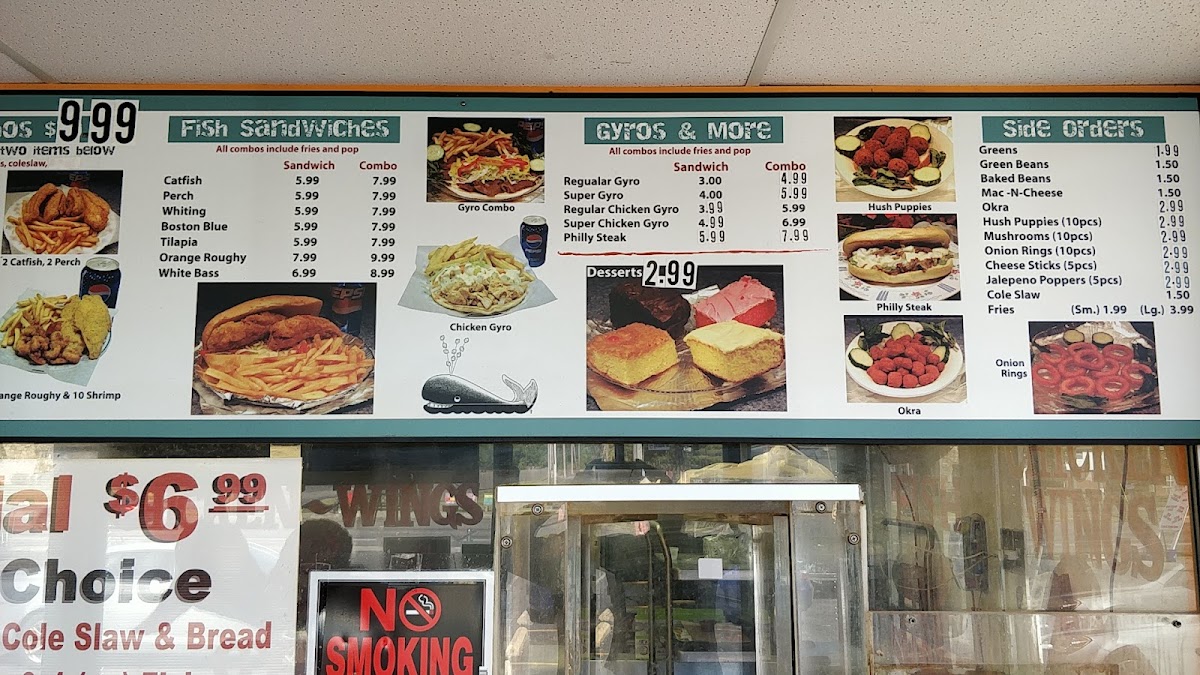 os $9.99
two items below
s, coleslaw,
2 Catfish, 2 Perch
ange Roughy & 10 Shrimp
Fish Sandwiches
All combos include fries and pop
Sandwich Combo
Catfish 5.99 7.99
Perch 5.99 7.99
Whiting 5.99 7.99
Boston Blue 5.99 7.99
Tilapia 5.99 7.99
Orange Roughy 7.99 9.99
White Bass 6.99 8.99
Gyro Combo
pepsi
Chicken Gyro
Gyros & More
All combos include fries and pop
Sandwich Combo
Regualar Gyro 3.00 4.99
Super Gyro 4.00 5.99
Regular Chicken Gyro 3.99 5.99
Super Chicken Gyro 4.99 6.99
Philly Steak 5.99 7.99
Desserts 2.99
Hush Puppies
Philly Steak
Okra
Side Orders
Greens 1.99
Green Beans 1.50
Baked Beans 1.50
Mac -N-Cheese 1.50
Okra 2.99
Hush Puppies (10pcs) 2.99
Mushrooms (10pcs) 2.99
Onion Rings (10pcs) 2.99
Cheese Sticks (5pcs) 2.99
Jalepeno Poppers (5pcs) 2.99
Cole Slaw 1.50
Fries (Sm.) 1.99 (Lg.) 3.99
Onion
Rings
ial $6.99
Choice
Cole Slaw & Bread
~WINGS
WINGS
NO
SMOKING